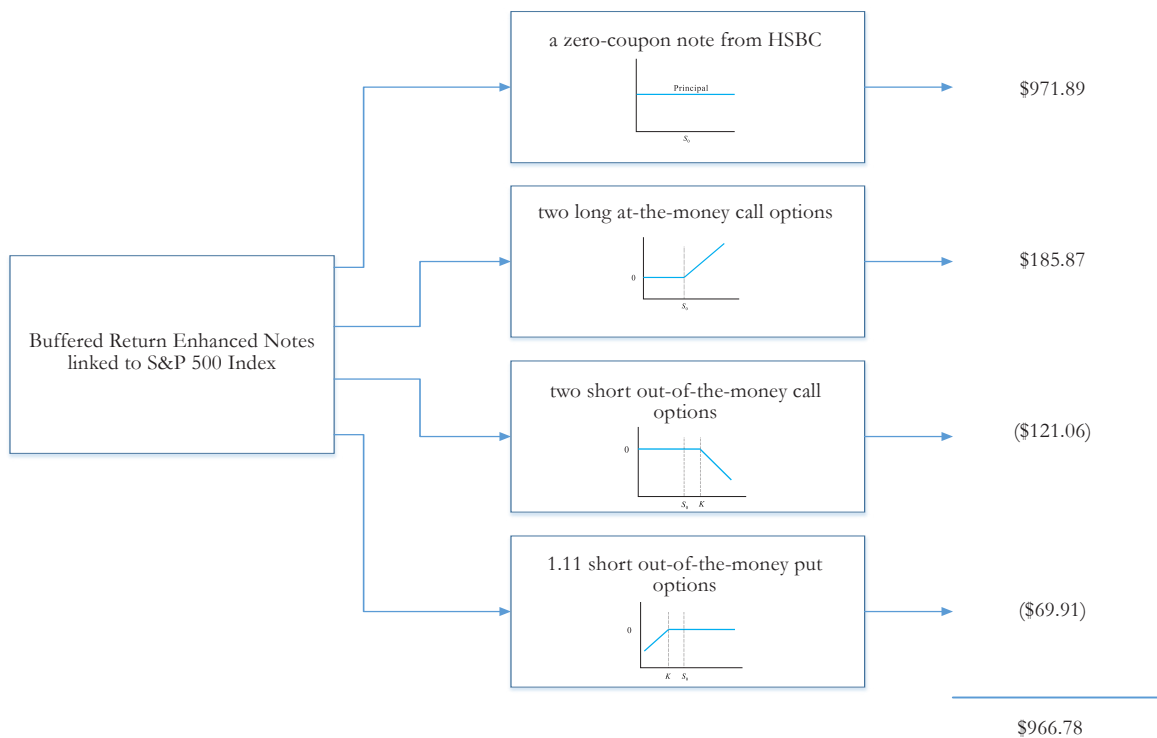 a zero-coupon note from HSBC
Principal
S₀
$971.89
two long at-the-money call options
0
S₀
$185.87
Buffered Return Enhanced Notes
linked to S&P 500 Index
two short out-of-the-money call
options
0
S₀ K
($121.06)
1.11 short out-of-the-money put
options
0
K S₀
($69.91)
$966.78